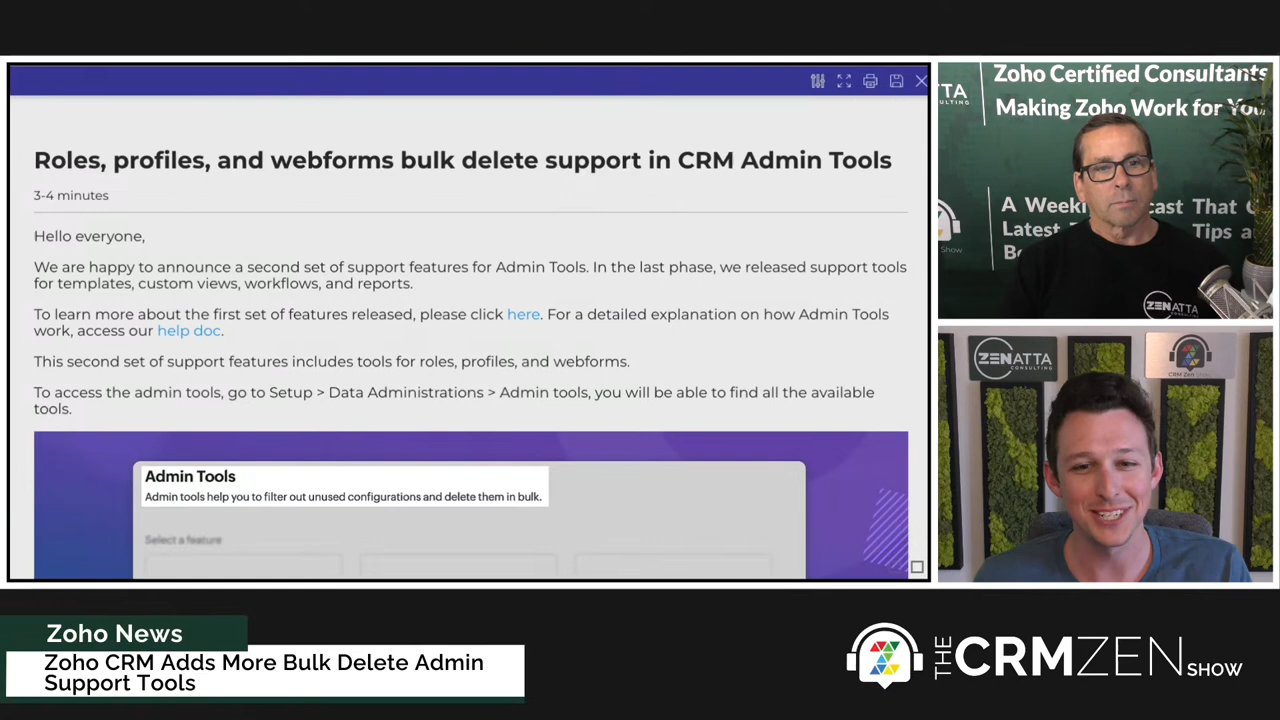 Roles, profiles, and webforms bulk delete support in CRM Admin Tools
3-4 minutes
Hello everyone,
We are happy to announce a second set of support features for Admin Tools. In the last phase, we released support tools
for templates, custom views, workflows, and reports.
To learn more about the first set of features released, please click here. For a detailed explanation on how Admin Tools
work, access our help doc.
This second set of support features includes tools for roles, profiles, and webforms.
To access the admin tools, go to Setup > Data Administrations > Admin tools, you will be able to find all the available
tools.
Admin Tools
Admin tools help you to filter out unused configurations and delete them in bulk.
Select a feature
Zoho Certified Consultants
Making Zoho Work for You
A Week
Latest
Tips
Show
ZENATTA
CONSULTING
ZENATTA
CONSULTING
CRM Zen Show
Zoho News
Zoho CRM Adds More Bulk Delete Admin
Support Tools
THE CRMZEN SHOW